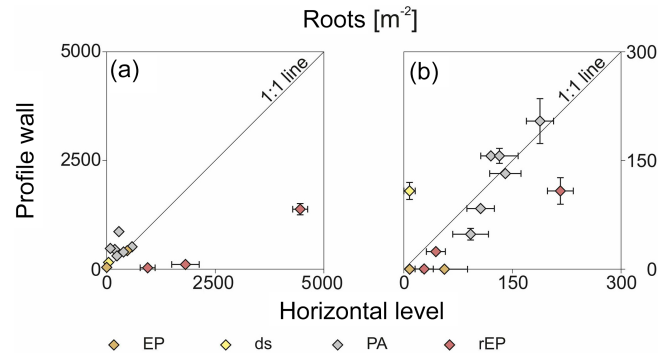 Roots [m⁻²]
5000
300
(a)
1:1 line
(b)
1:1 line
Profile wall
2500
150
0
0
0
2500
5000
0
150
300
Horizontal level
EP
ds
PA
rEP